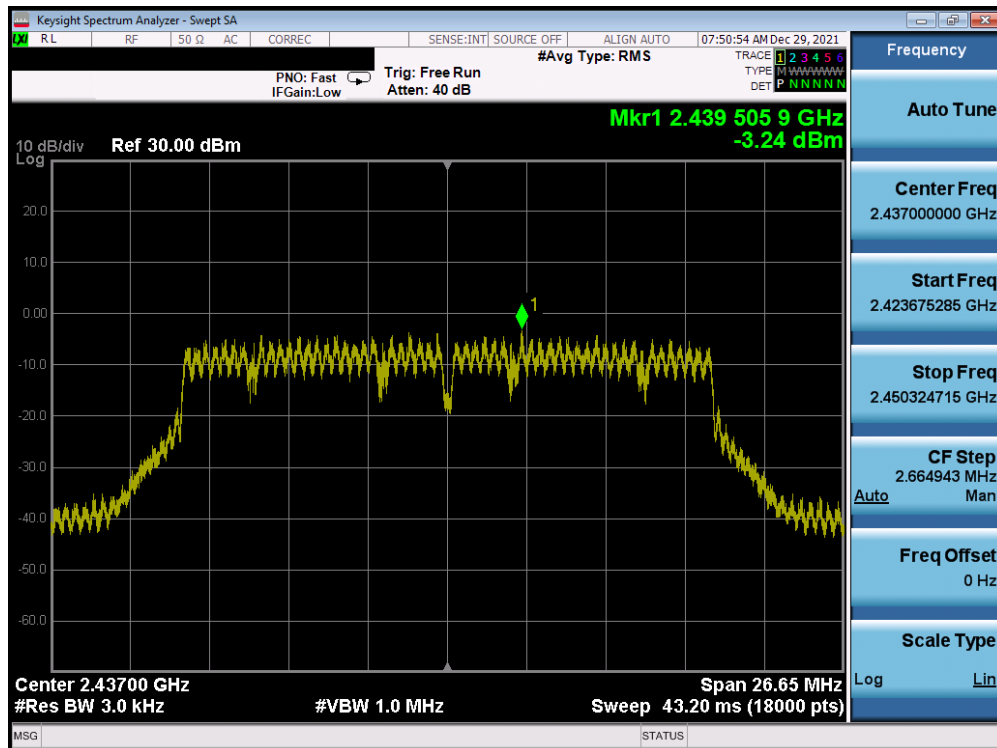 Keysight Spectrum Analyzer - Swept SA
LXI RL RF 50 Ω AC CORREC SENSE:INT SOURCE OFF ALIGN AUTO 07:50:54 AM Dec 29, 2021
#Avg Type: RMS
TRACE 1 2 3 4 5 6
TYPE M WWWWW
DET P N N N N N
PNO: Fast
IFGain:Low
Trig: Free Run
Atten: 40 dB
Mkr1 2.439 505 9 GHz
-3.24 dBm
10 dB/div
Log
Ref 30.00 dBm
20.0
10.0
0.00
-10.0
-20.0
-30.0
-40.0
-50.0
-60.0
1
Center 2.43700 GHz
Span 26.65 MHz
#Res BW 3.0 kHz
#VBW 1.0 MHz
Sweep 43.20 ms (18000 pts)
MSG
STATUS
Frequency
Auto Tune
Center Freq
2.437000000 GHz
Start Freq
2.423675285 GHz
Stop Freq
2.450324715 GHz
CF Step
2.664943 MHz
Auto Man
Freq Offset
0 Hz
Scale Type
Log Lin